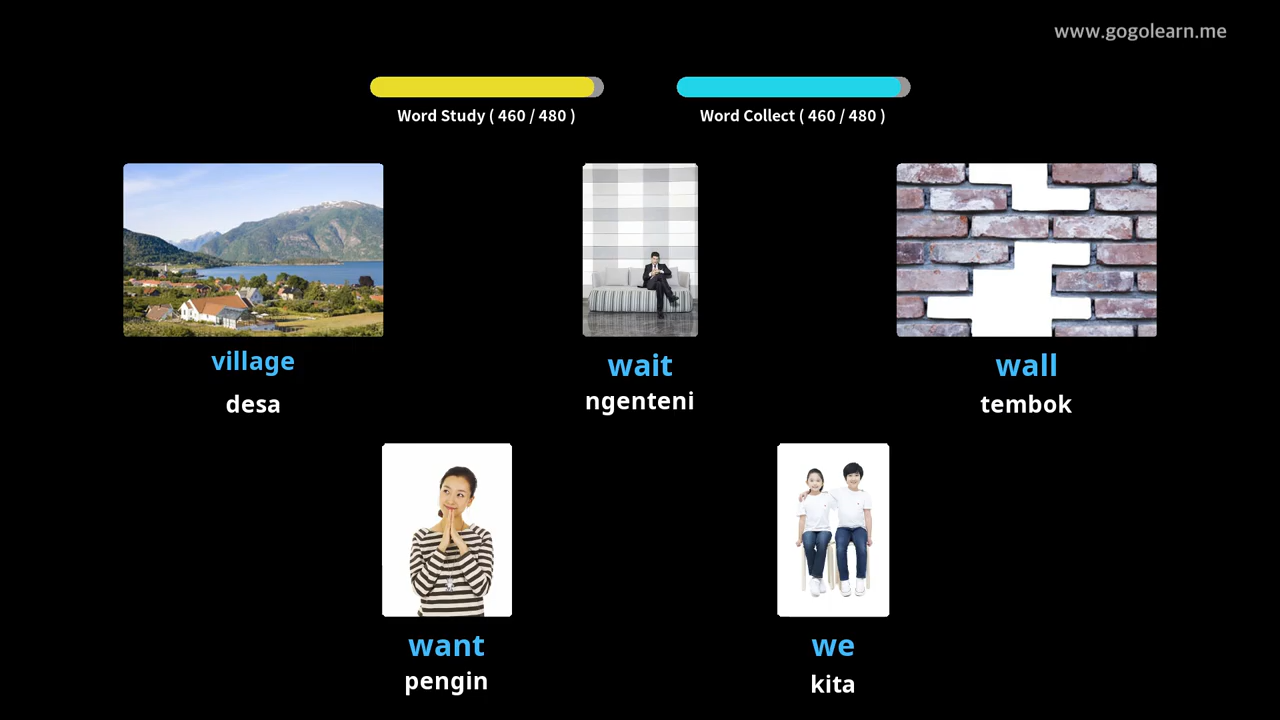 www.gogolearn.me
Word Study ( 460 / 480 )
Word Collect ( 460 / 480 )
village
desa
wait
ngenteni
wall
tembok
want
pengin
we
kita